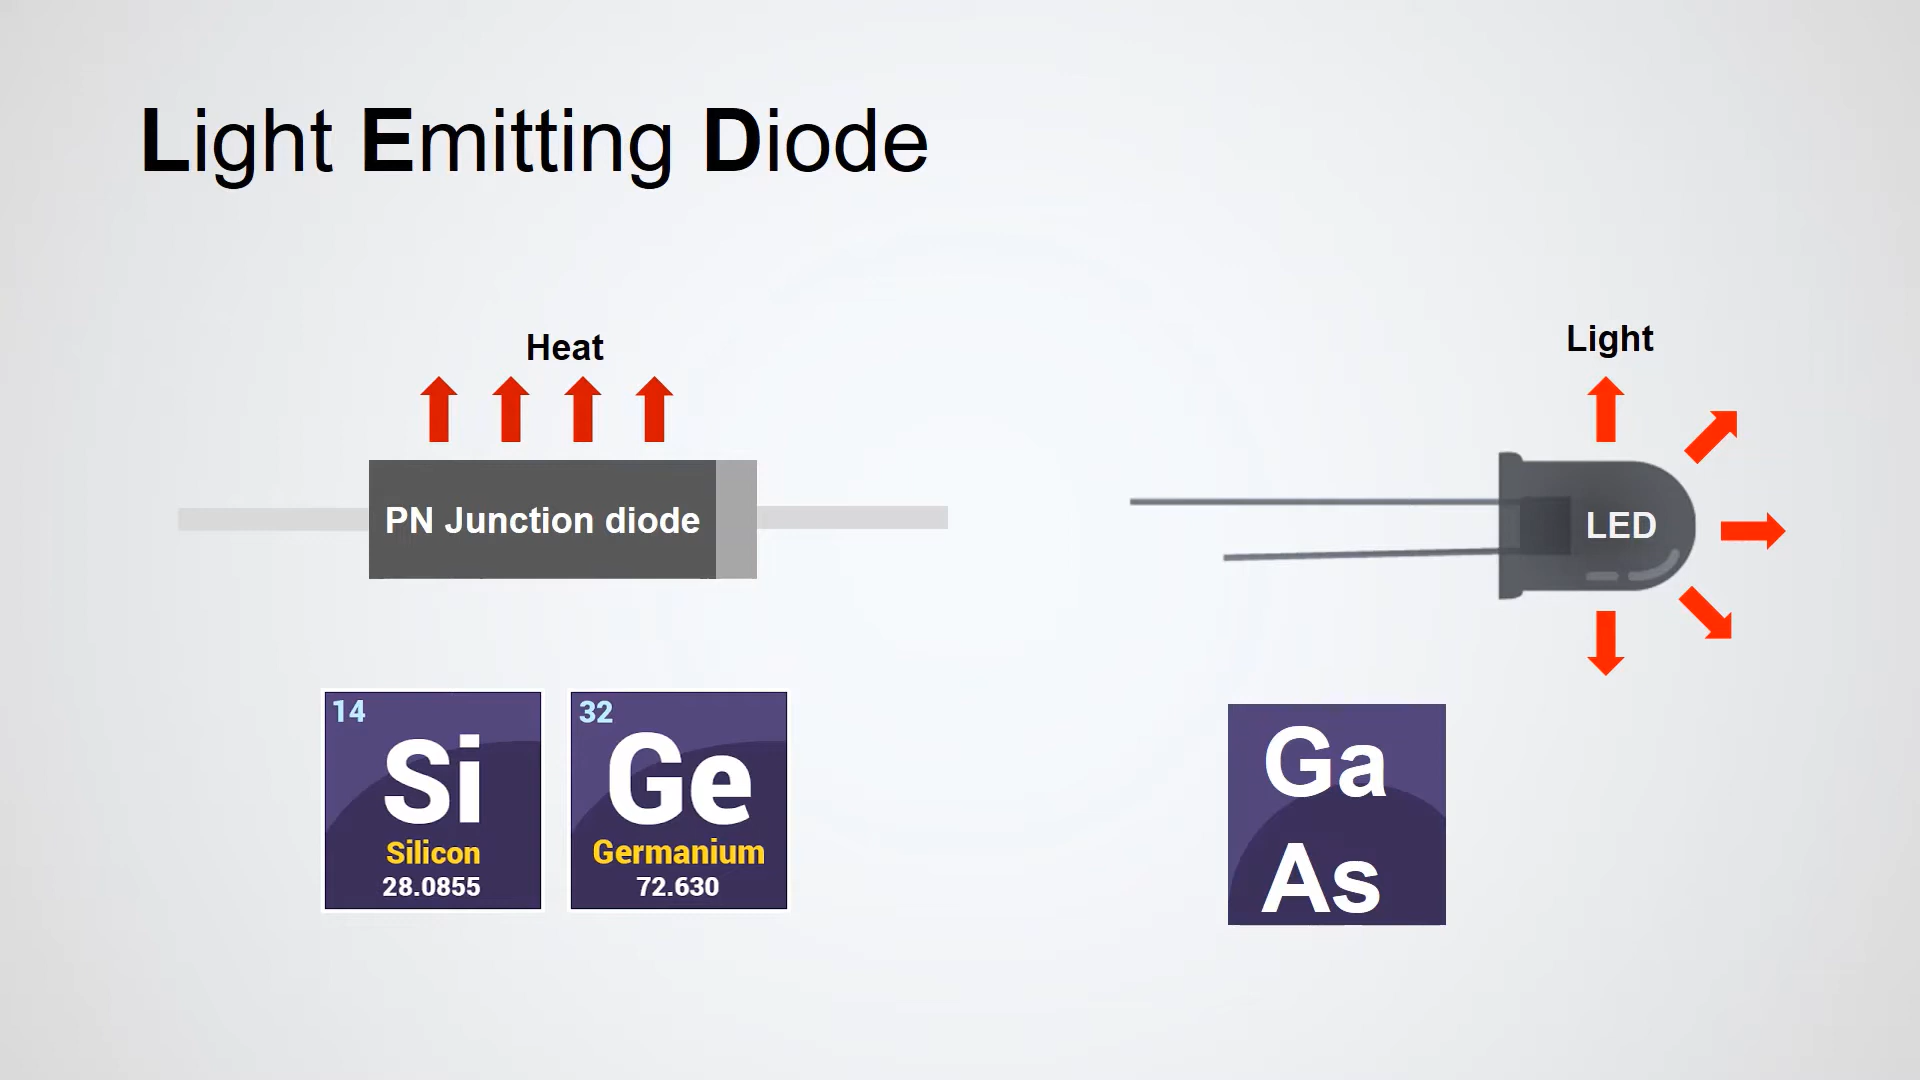 Light Emitting Diode
Heat
PN Junction diode
Light
LED
14
Si
Silicon
28.0855
32
Ge
Germanium
72.630
Ga
As